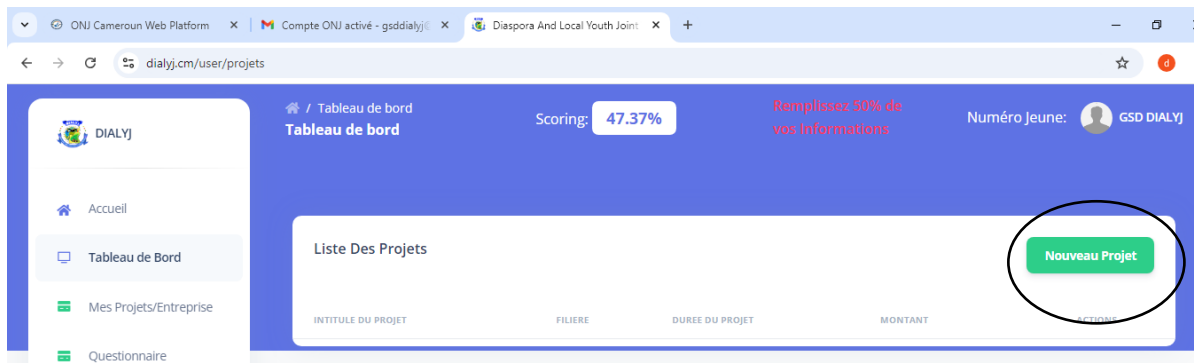 ONJ Cameroun Web Platform
Compte ONJ activé - gsddialyj
Diaspora And Local Youth Joint
dialyj.cm/user/projets
d
DIALYJ
/ Tableau de bord
Tableau de bord
Scoring: 47.37%
Remplissez 50% de
vos informations
Numéro Jeune:
GSD DIALYJ
Accueil
Tableau de Bord
Mes Projets/Entreprise
Questionnaire
Liste Des Projets
Nouveau Projet
INTITULE DU PROJET FILIERE DUREE DU PROJET MONTANT ACTIONS